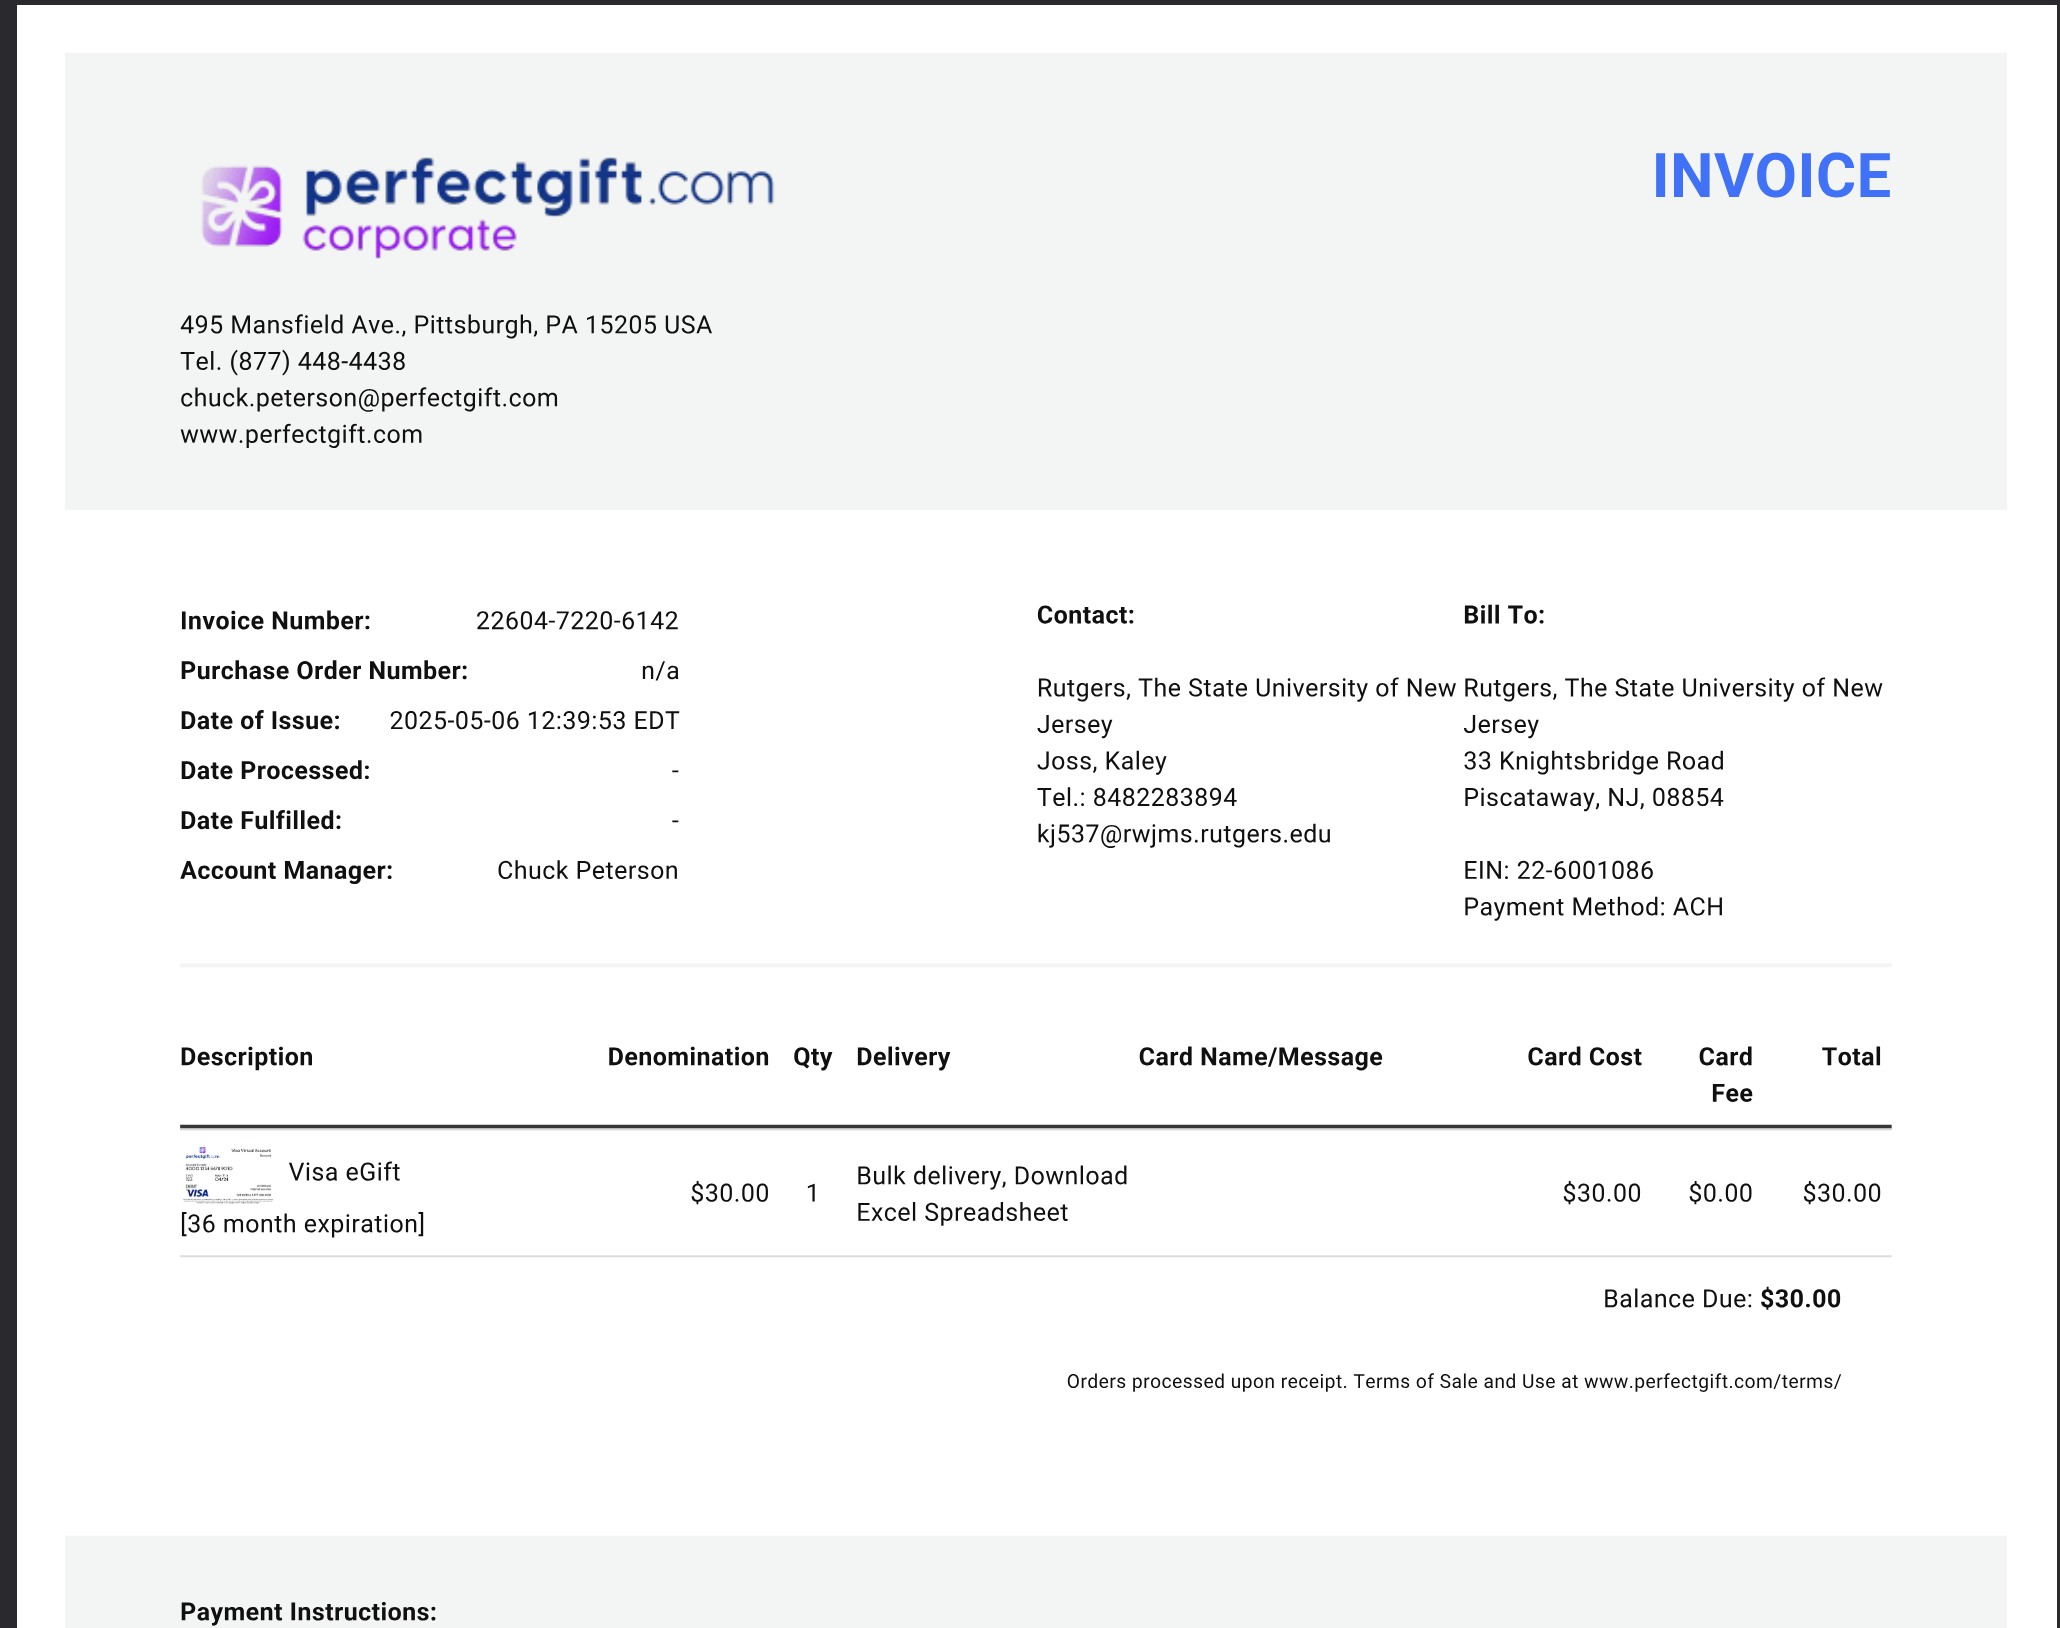 perfectgift.com
corporate
INVOICE
495 Mansfield Ave., Pittsburgh, PA 15205 USA
Tel. (877) 448-4438
chuck.peterson@perfectgift.com
www.perfectgift.com
Invoice Number: 22604-7220-6142
Purchase Order Number: n/a
Date of Issue: 2025-05-06 12:39:53 EDT
Date Processed: -
Date Fulfilled: -
Account Manager: Chuck Peterson
Contact:
Rutgers, The State University of New
Jersey
Joss, Kaley
Tel.: 8482283894
kj537@rwjms.rutgers.edu
Bill To:
Rutgers, The State University of New
Jersey
33 Knightsbridge Road
Piscataway, NJ, 08854
EIN: 22-6001086
Payment Method: ACH
Description Denomination Qty Delivery Card Name/Message Card Cost Card Fee Total
perfectgift.com Visa Virtual Account
VISA
Visa eGift
[36 month expiration]
$30.00 1 Bulk delivery, Download
Excel Spreadsheet
$30.00 $0.00 $30.00
Balance Due: $30.00
Orders processed upon receipt. Terms of Sale and Use at www.perfectgift.com/terms/
Payment Instructions: